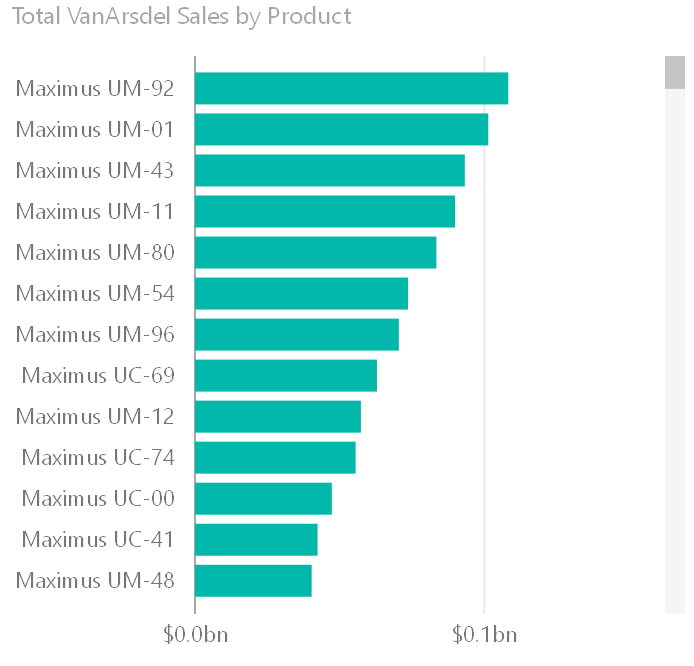 Total VanArsdel Sales by Product
Maximus UM-92
Maximus UM-01
Maximus UM-43
Maximus UM-11
Maximus UM-80
Maximus UM-54
Maximus UM-96
Maximus UC-69
Maximus UM-12
Maximus UC-74
Maximus UC-00
Maximus UC-41
Maximus UM-48
$0.0bn $0.1bn